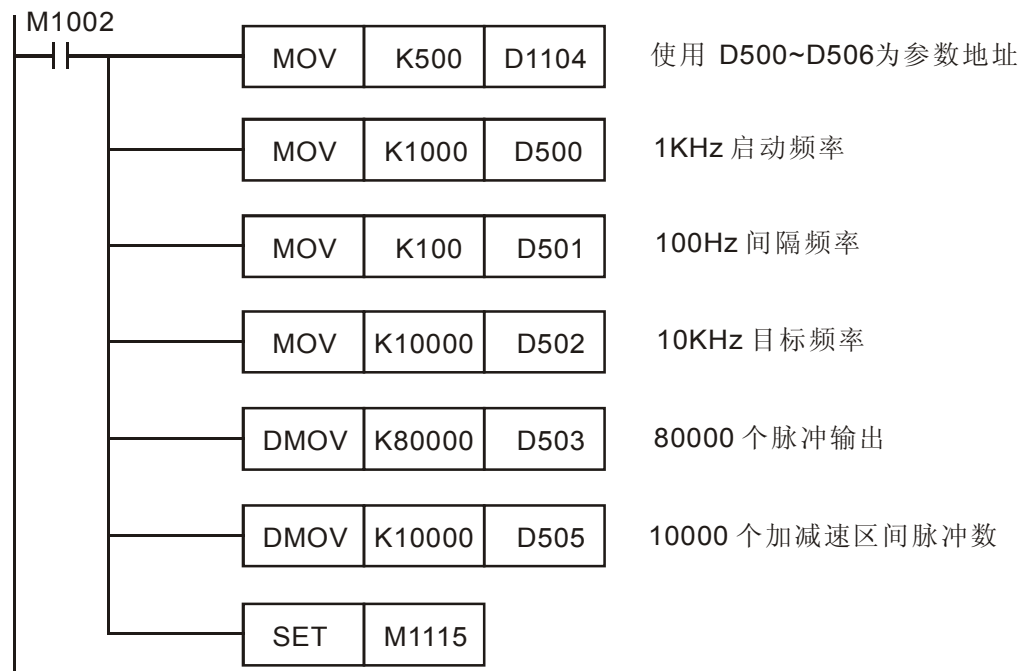 M1002
MOV K500 D1104 使用 D500~D506为参数地址
MOV K1000 D500 1KHz 启动频率
MOV K100 D501 100Hz 间隔频率
MOV K10000 D502 10KHz 目标频率
DMOV K80000 D503 80000 个脉冲输出
DMOV K10000 D505 10000 个加减速区间脉冲数
SET M1115